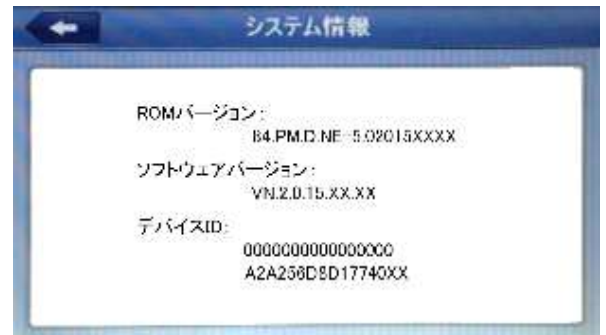 システム情報
ROMバージョン:
64.PM.D.NE-5.02015XXXX
ソフトウェアバージョン:
VN.2.0.15.XX.XX
デバイスID:
0000000000000000
A2A256D8D17740XX